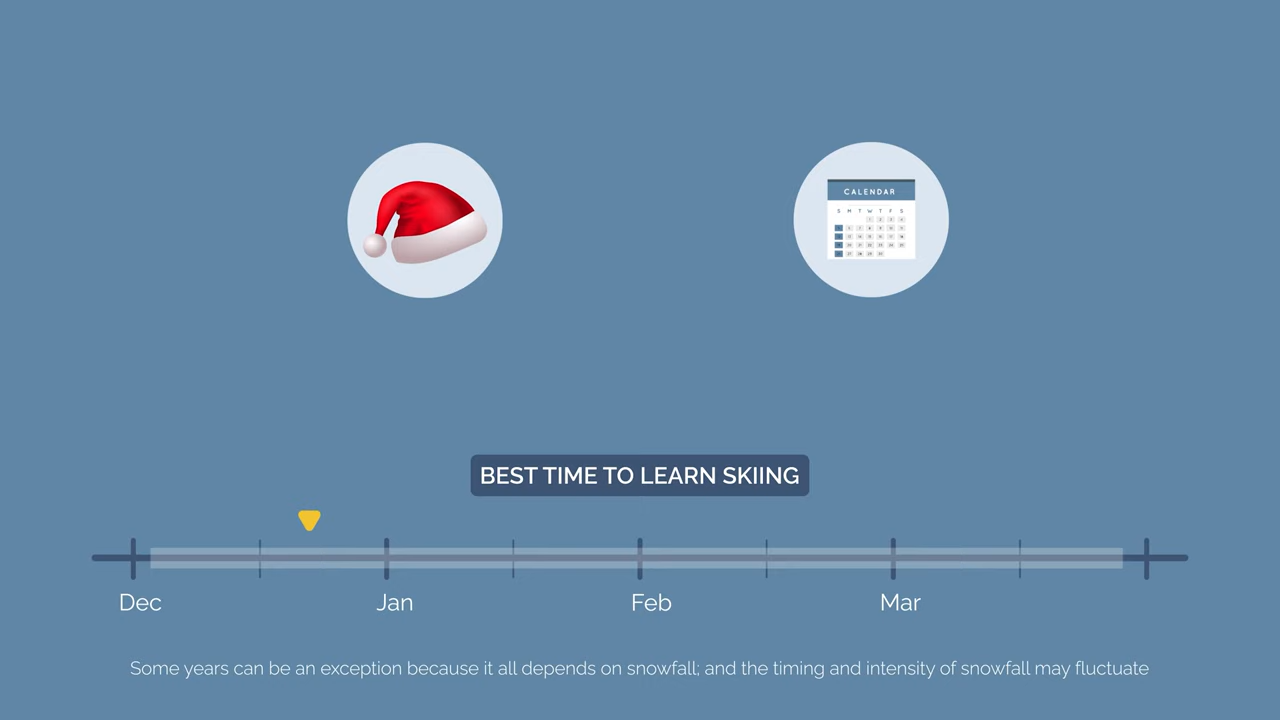 CALENDAR
S M T W T F S
BEST TIME TO LEARN SKIING
Dec Jan Feb Mar
Some years can be an exception because it all depends on snowfall; and the timing and intensity of snowfall may fluctuate